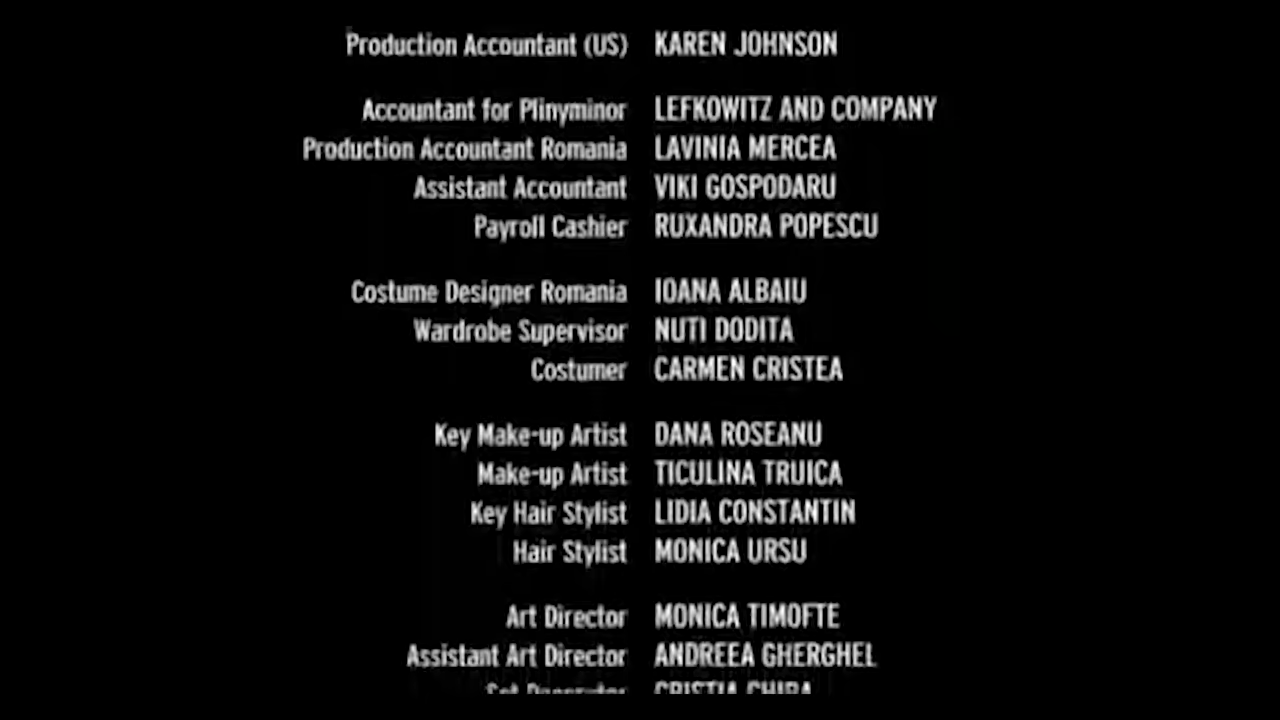 Production Accountant (US) KAREN JOHNSON
Accountant for Plinyminor LEFKOWITZ AND COMPANY
Production Accountant Romania LAVINIA MERCEA
Assistant Accountant VIKI GOSPODARU
Payroll Cashier RUXANDRA POPESCU
Costume Designer Romania IOANA ALBAIU
Wardrobe Supervisor NUTI DODITA
Costumer CARMEN CRISTEA
Key Make-up Artist DANA ROSEANU
Make-up Artist TICULINA TRUICA
Key Hair Stylist LIDIA CONSTANTIN
Hair Stylist MONICA URSU
Art Director MONICA TIMOFTE
Assistant Art Director ANDREEA GHERGHEL
Set Decorator